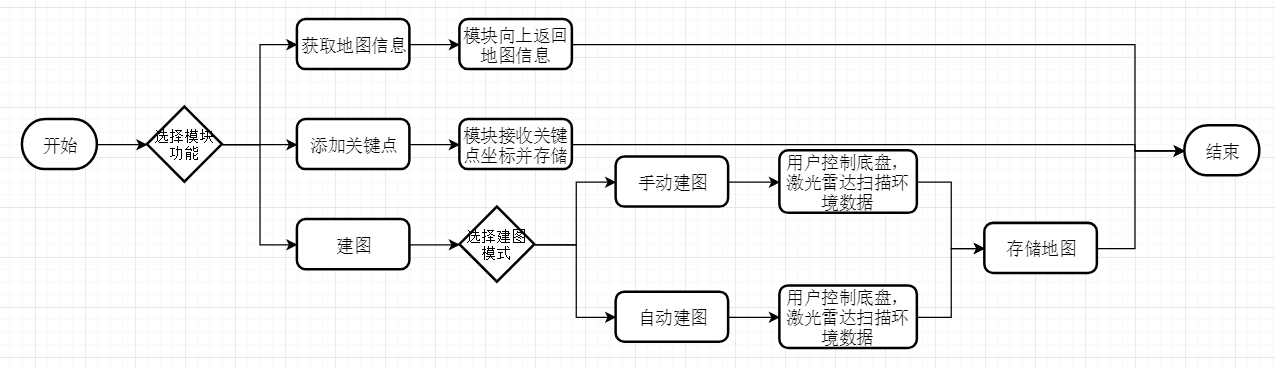 获取地图信息
模块向上返回
地图信息
开始
选择模块
功能
添加关键点
模块接收关键
点坐标并存储
结束
手动建图
用户控制底盘，
激光雷达扫描环
境数据
建图
选择建图
模式
存储地图
自动建图
用户控制底盘，
激光雷达扫描环
境数据